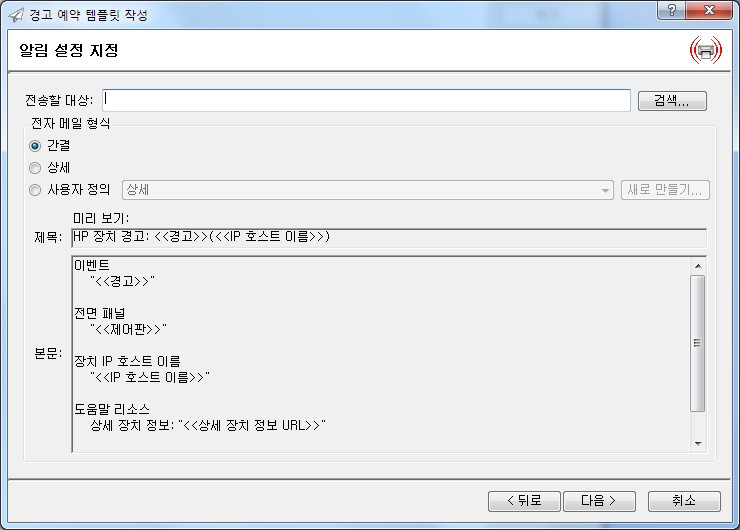 경고 예약 템플릿 작성
알림 설정 지정
전송할 대상: 검색...
전자 메일 형식
간결
상세
사용자 정의 상세 새로 만들기...
미리 보기:
제목: HP 장치 경고: <<경고>>(<<IP 호스트 이름>>)
이벤트
"<<경고>>"
전면 패널
"<<제어판>>"
본문:
장치 IP 호스트 이름
"<<IP 호스트 이름>>"
도움말 리소스
상세 장치 정보: "<<상세 장치 정보 URL>>"
< 뒤로 다음 > 취소